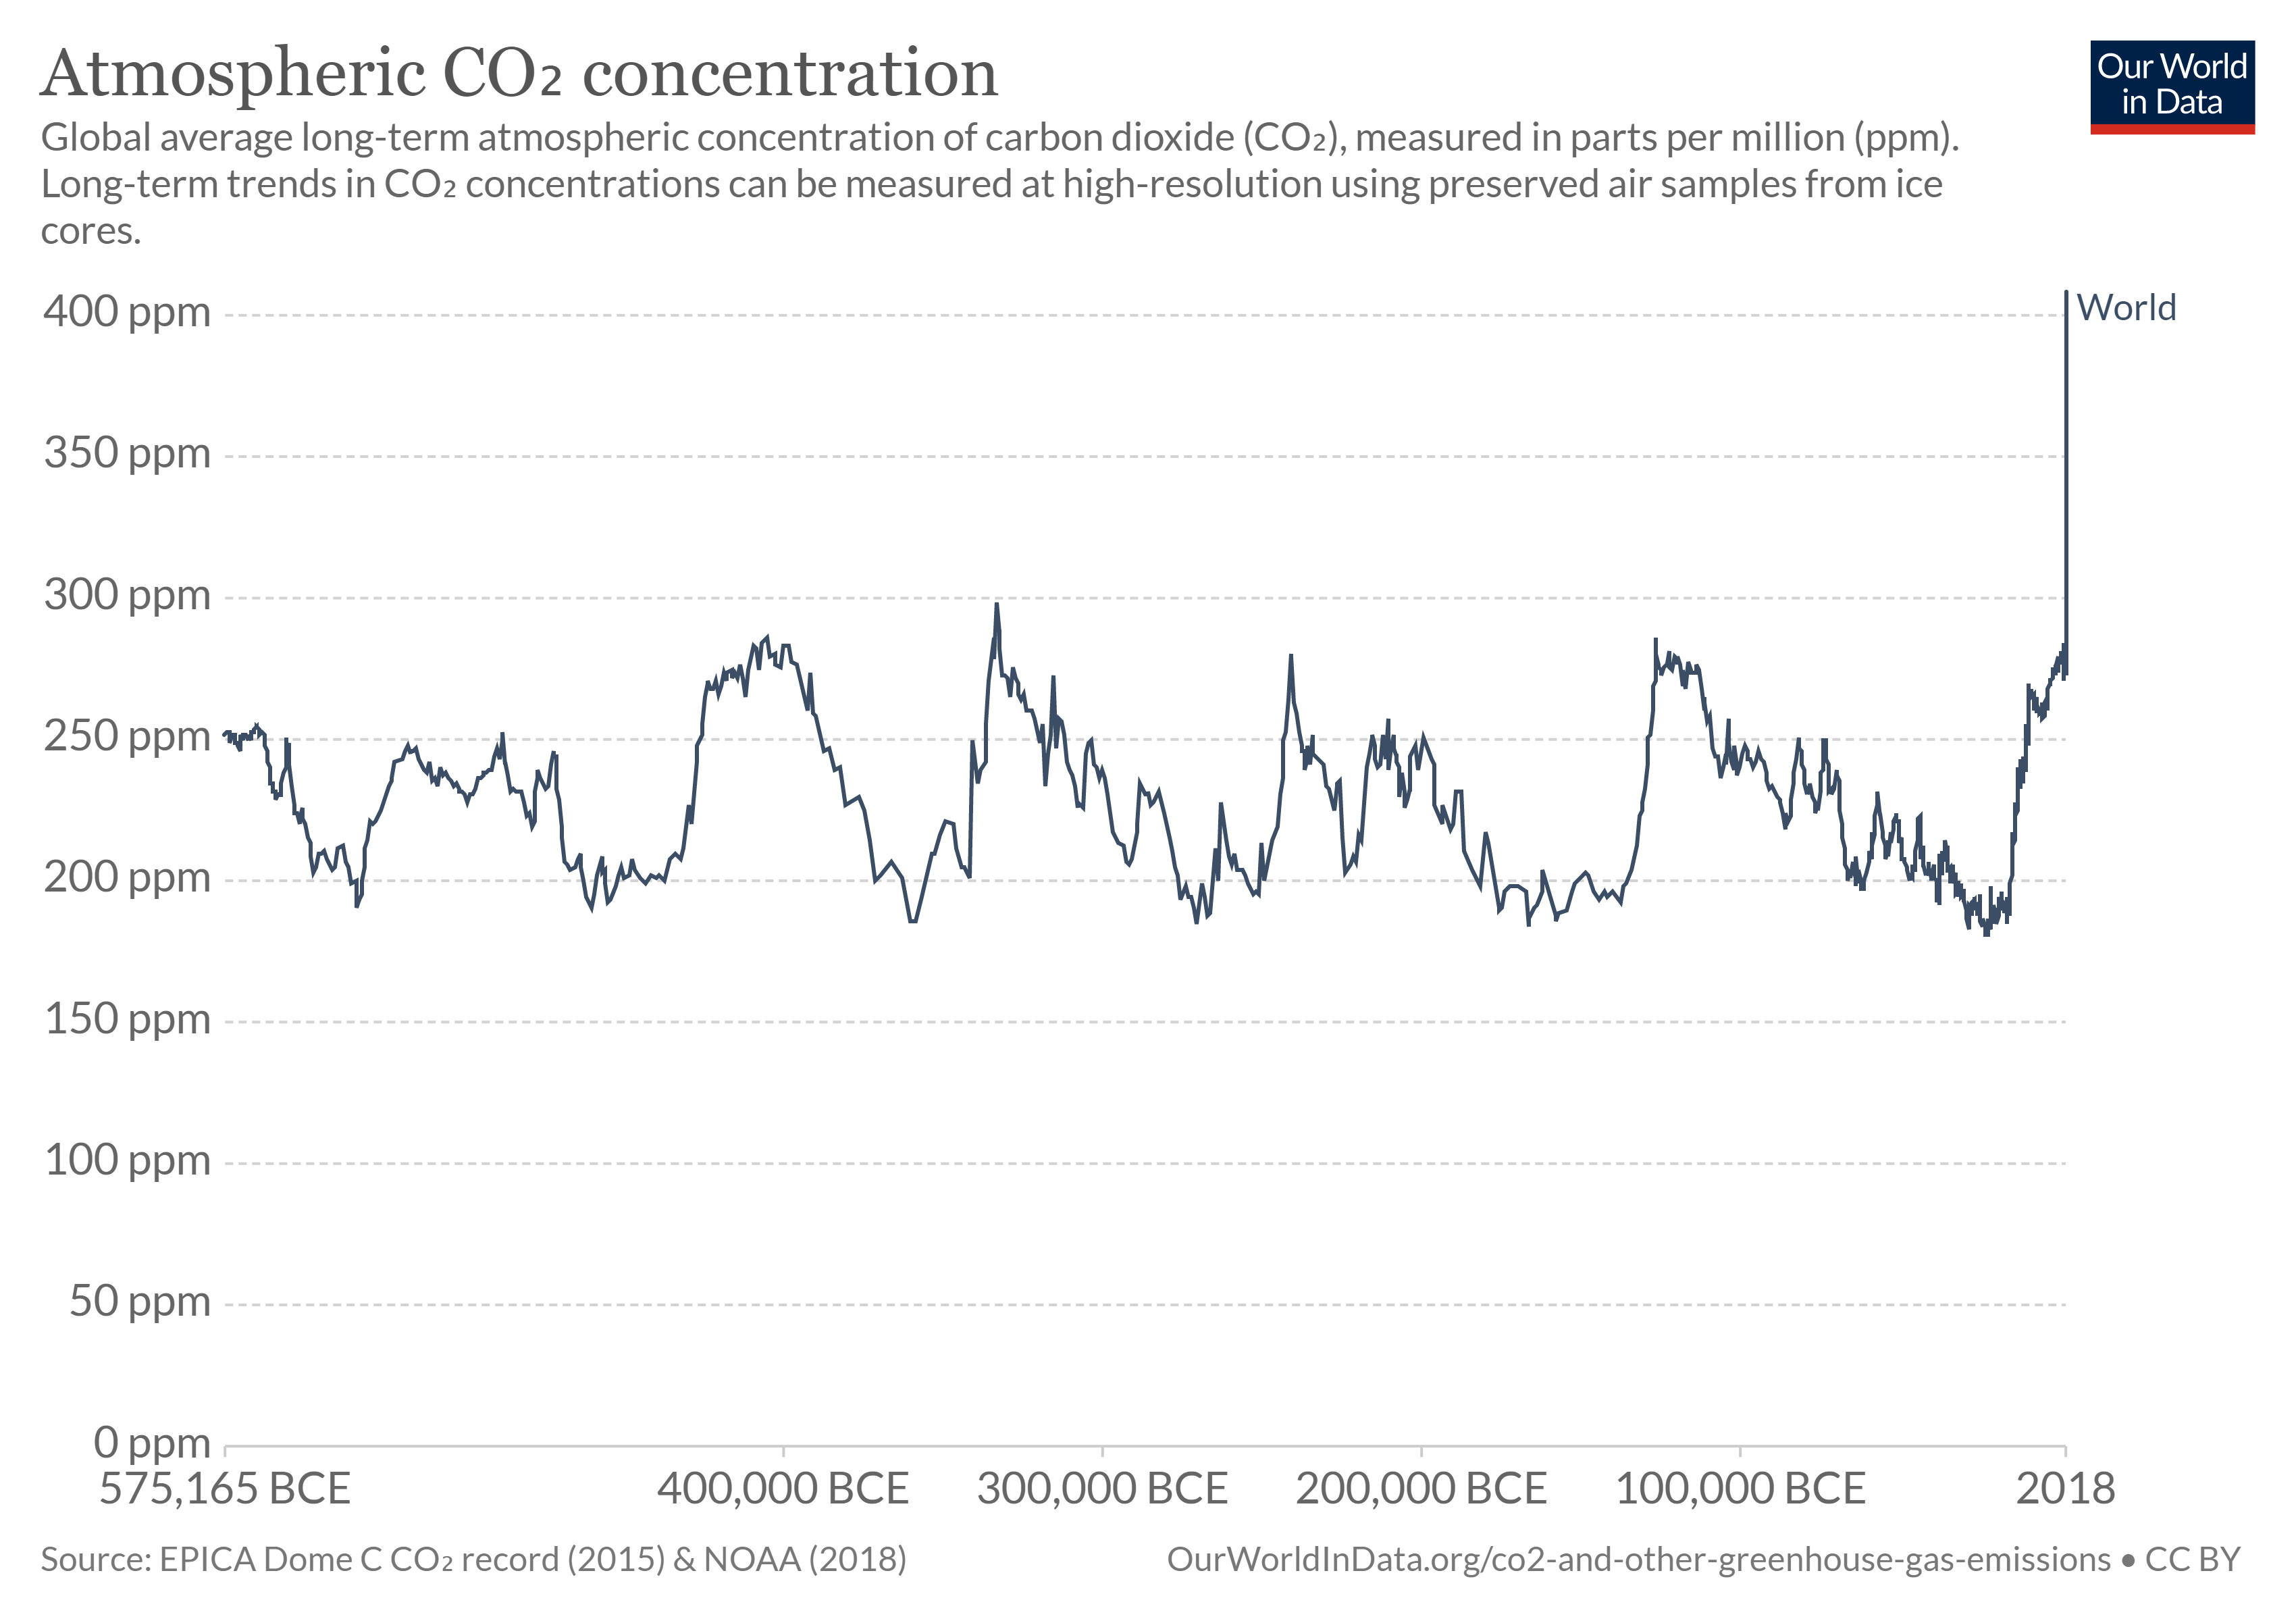 Atmospheric CO₂ concentration
Our World
in Data
Global average long-term atmospheric concentration of carbon dioxide (CO₂), measured in parts per million (ppm).
Long-term trends in CO₂ concentrations can be measured at high-resolution using preserved air samples from ice
cores.
400 ppm
World
350 ppm
300 ppm
250 ppm
200 ppm
150 ppm
100 ppm
50 ppm
0 ppm
575,165 BCE 400,000 BCE 300,000 BCE 200,000 BCE 100,000 BCE 2018
Source: EPICA Dome C CO₂ record (2015) & NOAA (2018)
OurWorldInData.org/co2-and-other-greenhouse-gas-emissions • CC BY